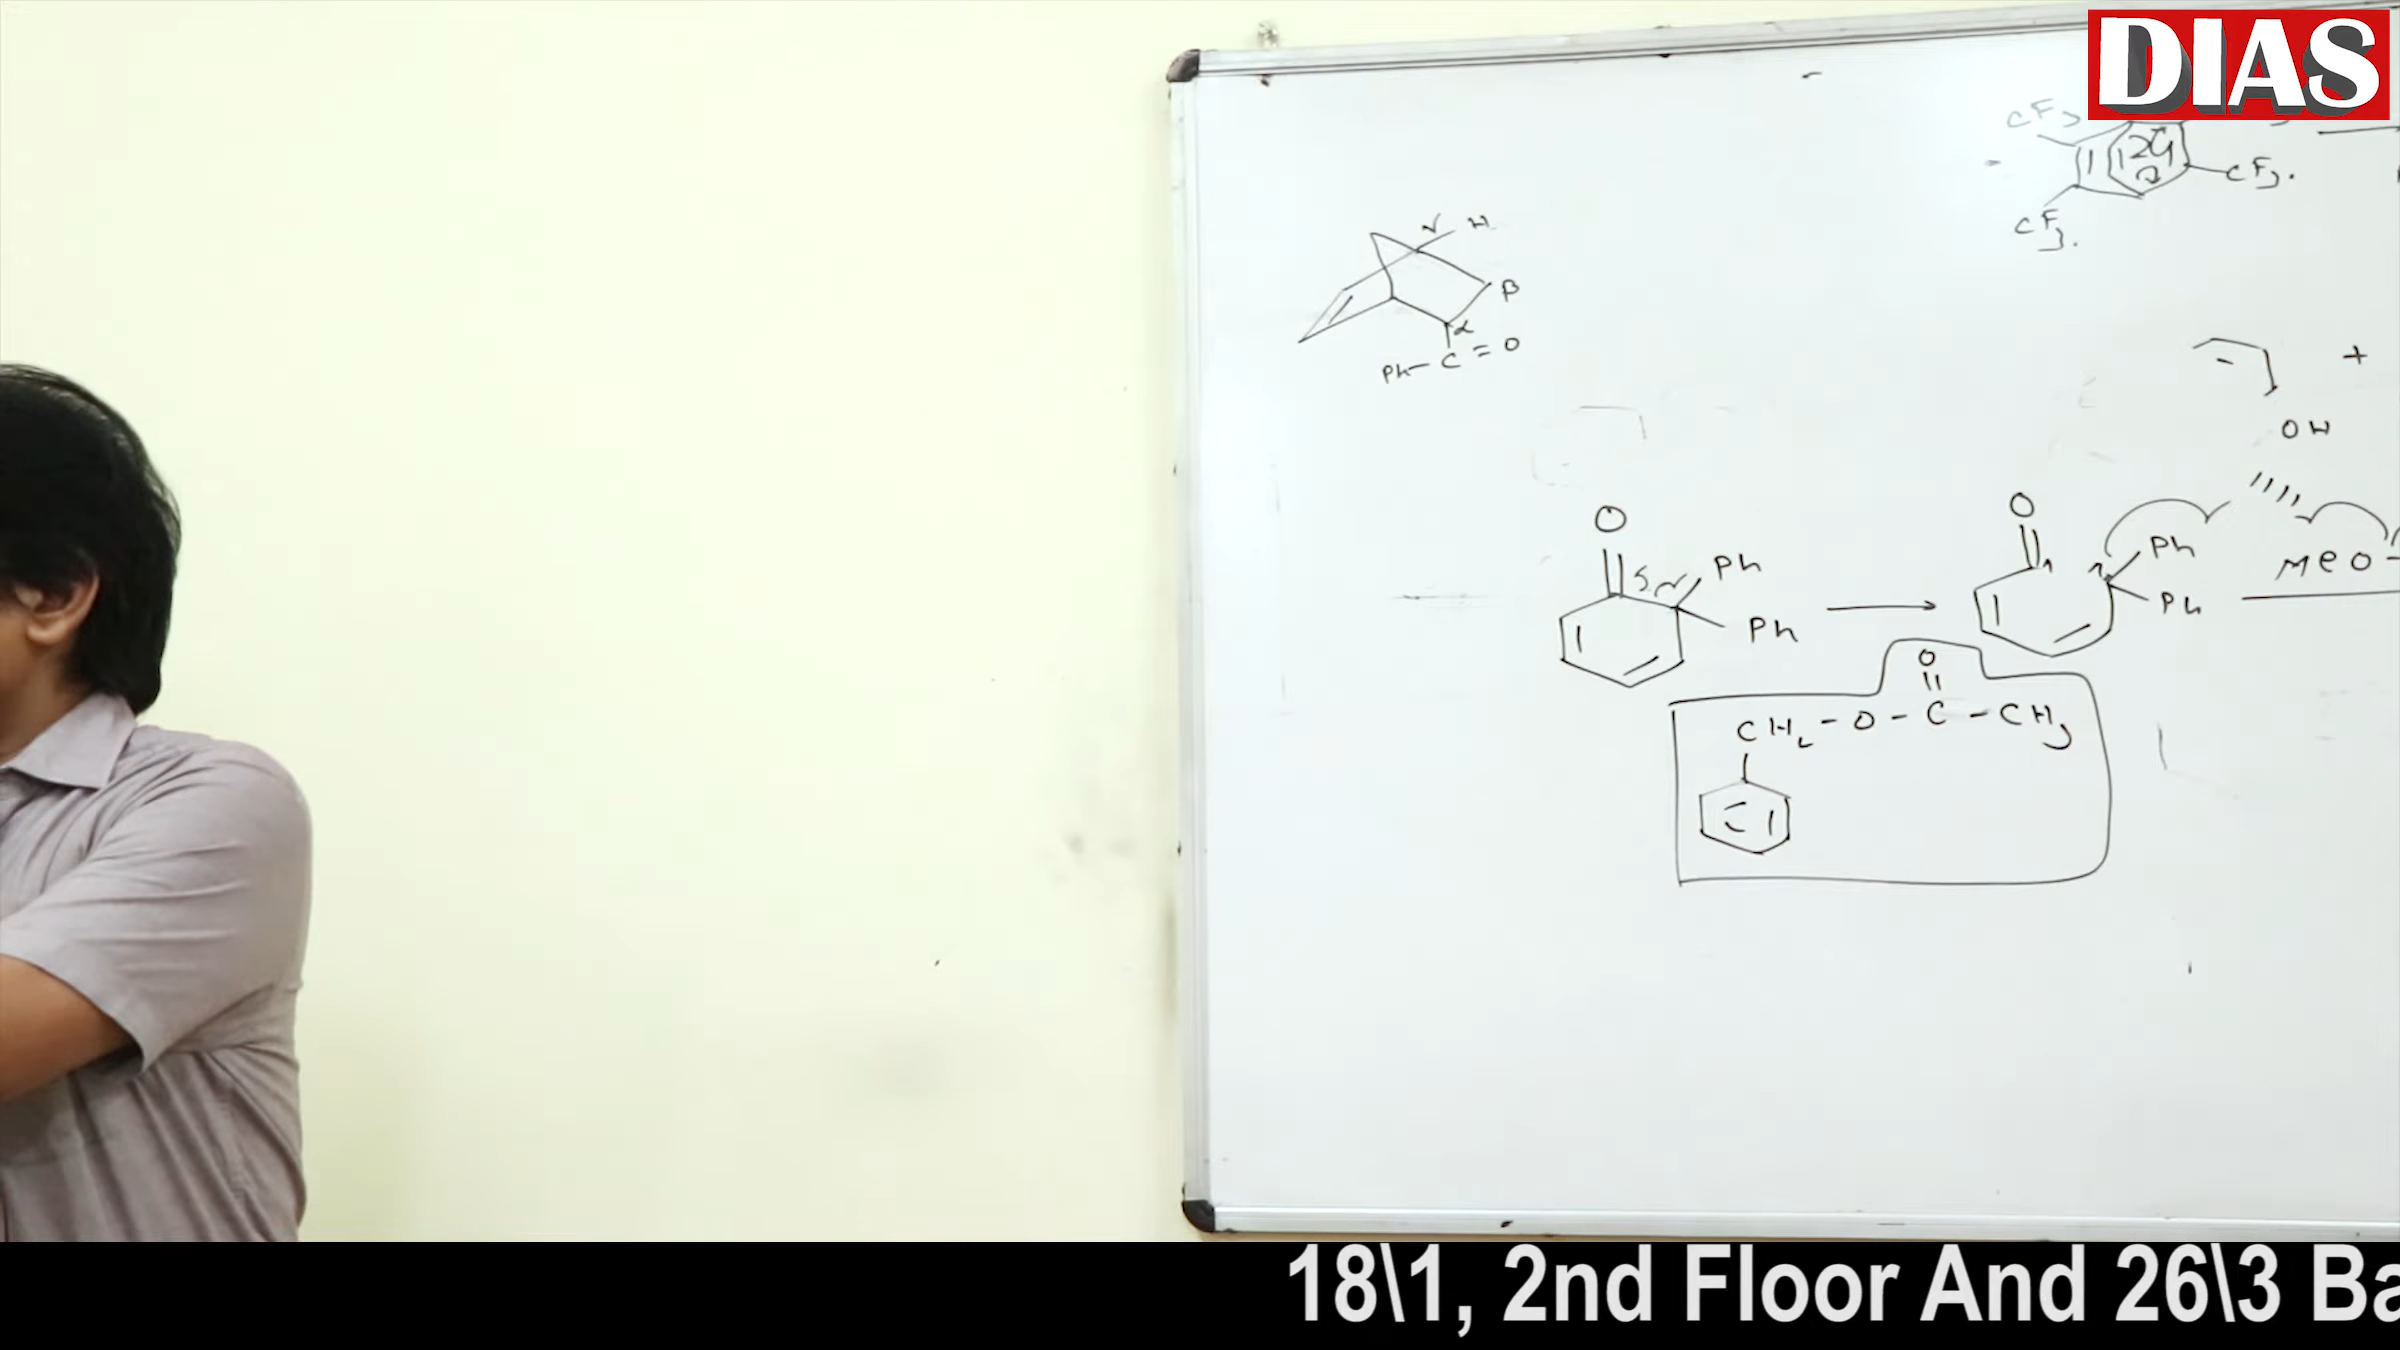 DIAS
CF3
CF3.
CF3.
H
β
α
Ph-C=O
+
OH
O
Ph
Ph
O
Ph
Ph
MeO-
O
CH2-O-C-CH3
18\1, 2nd Floor And 26\3 Ba